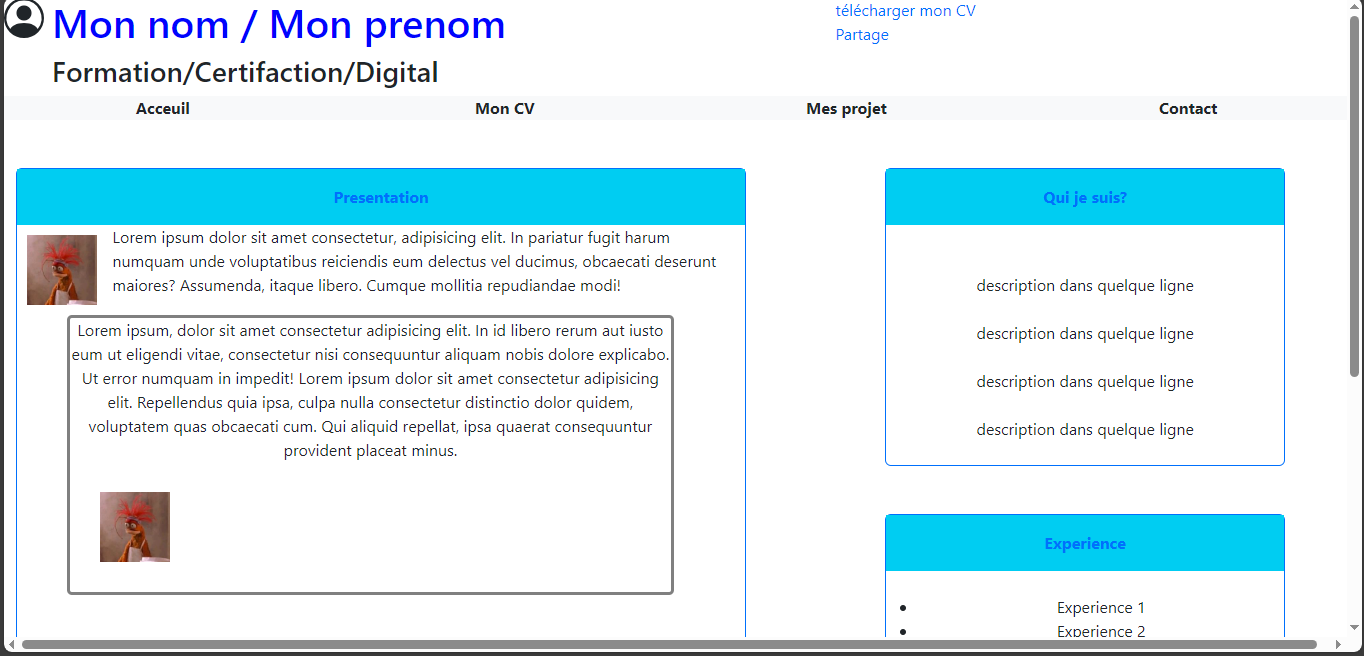 Mon nom / Mon prenom
Formation/Certifaction/Digital
télécharger mon CV
Partage
Acceuil
Mon CV
Mes projet
Contact
Presentation
Lorem ipsum dolor sit amet consectetur, adipisicing elit. In pariatur fugit harum
numquam unde voluptatibus reiciendis eum delectus vel ducimus, obcaecati deserunt
maiores? Assumenda, itaque libero. Cumque mollitia repudiandae modi!
Lorem ipsum, dolor sit amet consectetur adipisicing elit. In id libero rerum aut iusto
eum ut eligendi vitae, consectetur nisi consequuntur aliquam nobis dolore explicabo.
Ut error numquam in impedit! Lorem ipsum dolor sit amet consectetur adipisicing
elit. Repellendus quia ipsa, culpa nulla consectetur distinctio dolor quidem,
voluptatem quas obcaecati cum. Qui aliquid repellat, ipsa quaerat consequuntur
provident placeat minus.
Qui je suis?
description dans quelque ligne
description dans quelque ligne
description dans quelque ligne
description dans quelque ligne
Experience
Experience 1
Experience 2